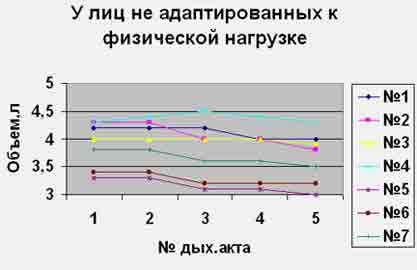 У лиц не адаптированных к
физической нагрузке
Объем,л
5
4,5
4
3,5
3
1 2 3 4 5
№ дых.акта
№1
№2
№3
№4
№5
№6
№7